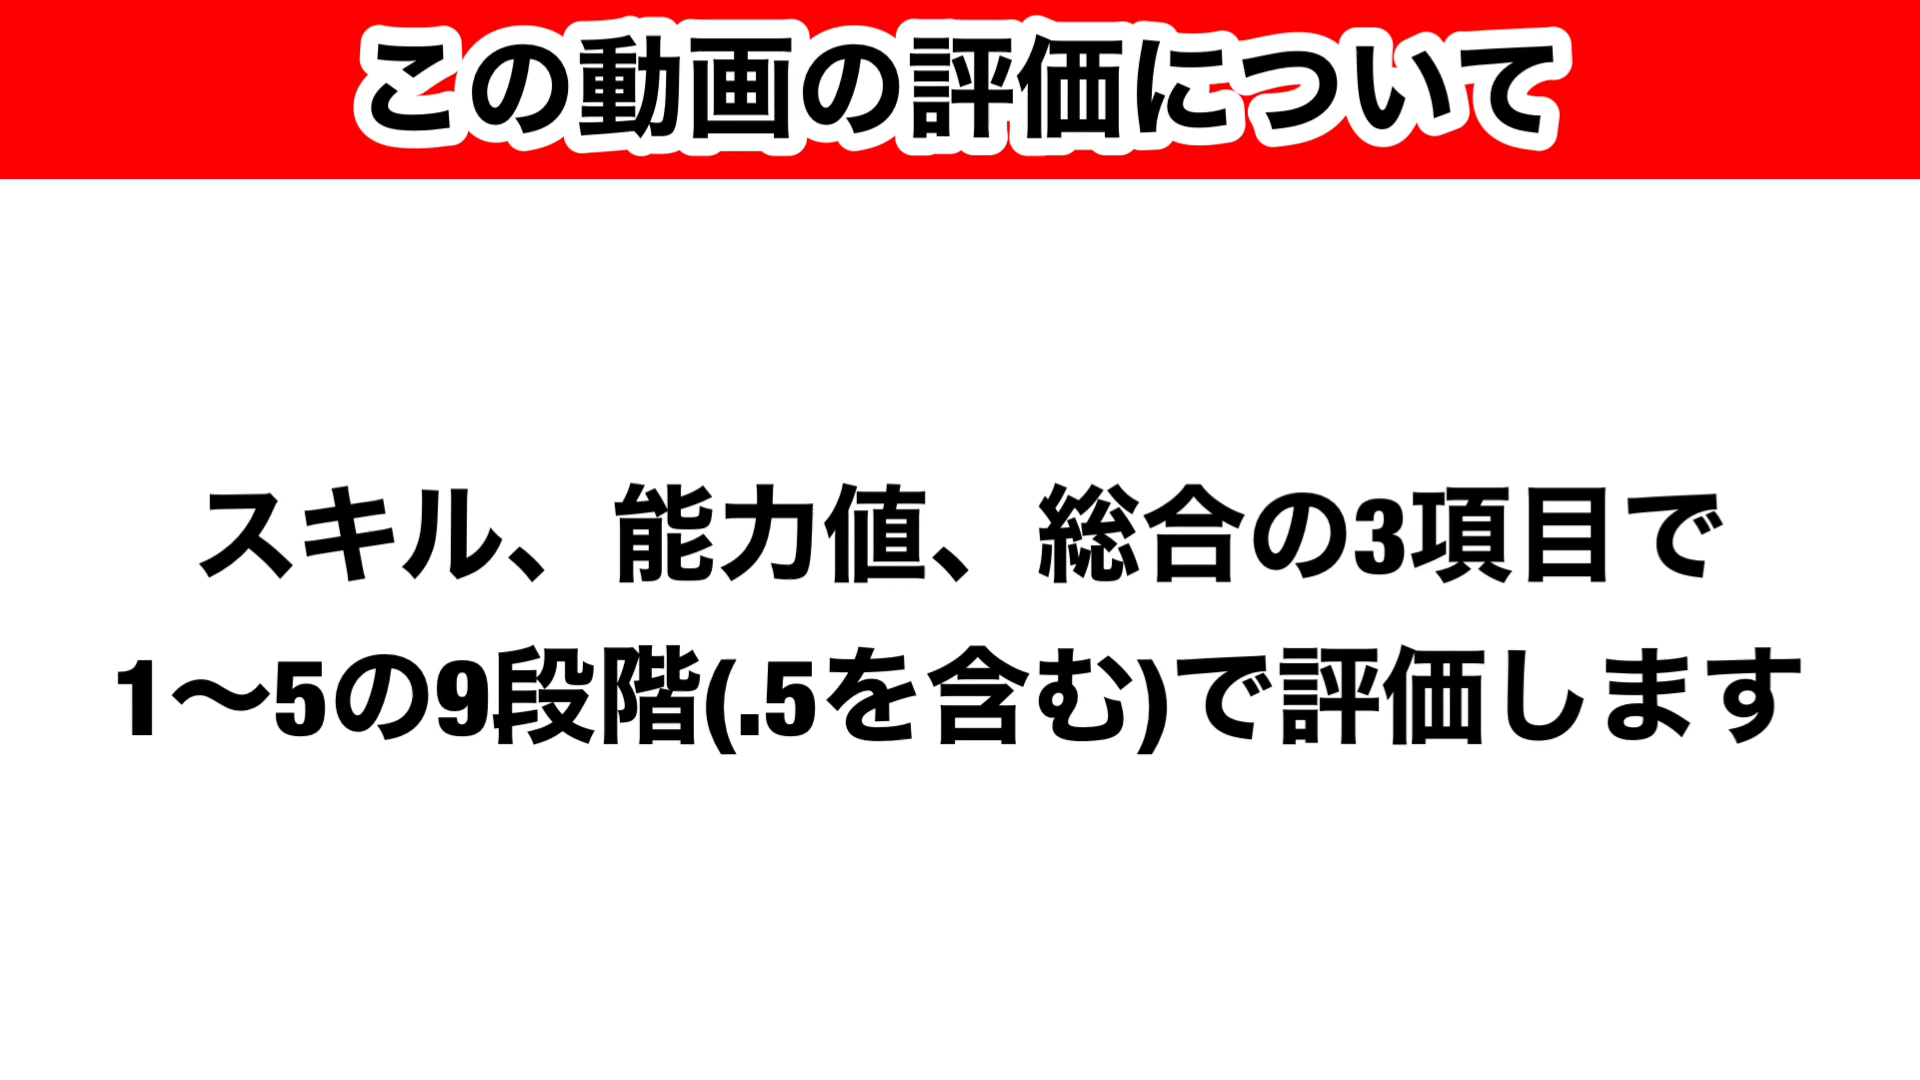 この動画の評価について
スキル、能力値、総合の3項目で
1〜5の9段階(.5を含む)で評価します